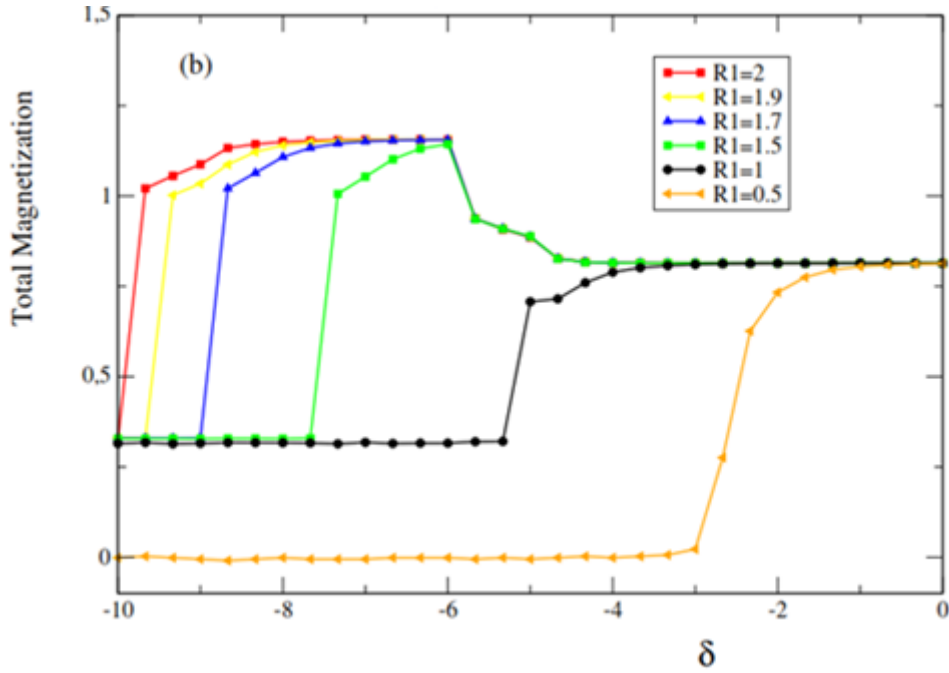 1,5
(b)
R1=2
R1=1.9
R1=1.7
R1=1.5
R1=1
R1=0.5
Total Magnetization
1
0,5
0
-10
-8
-6
-4
-2
0
δ